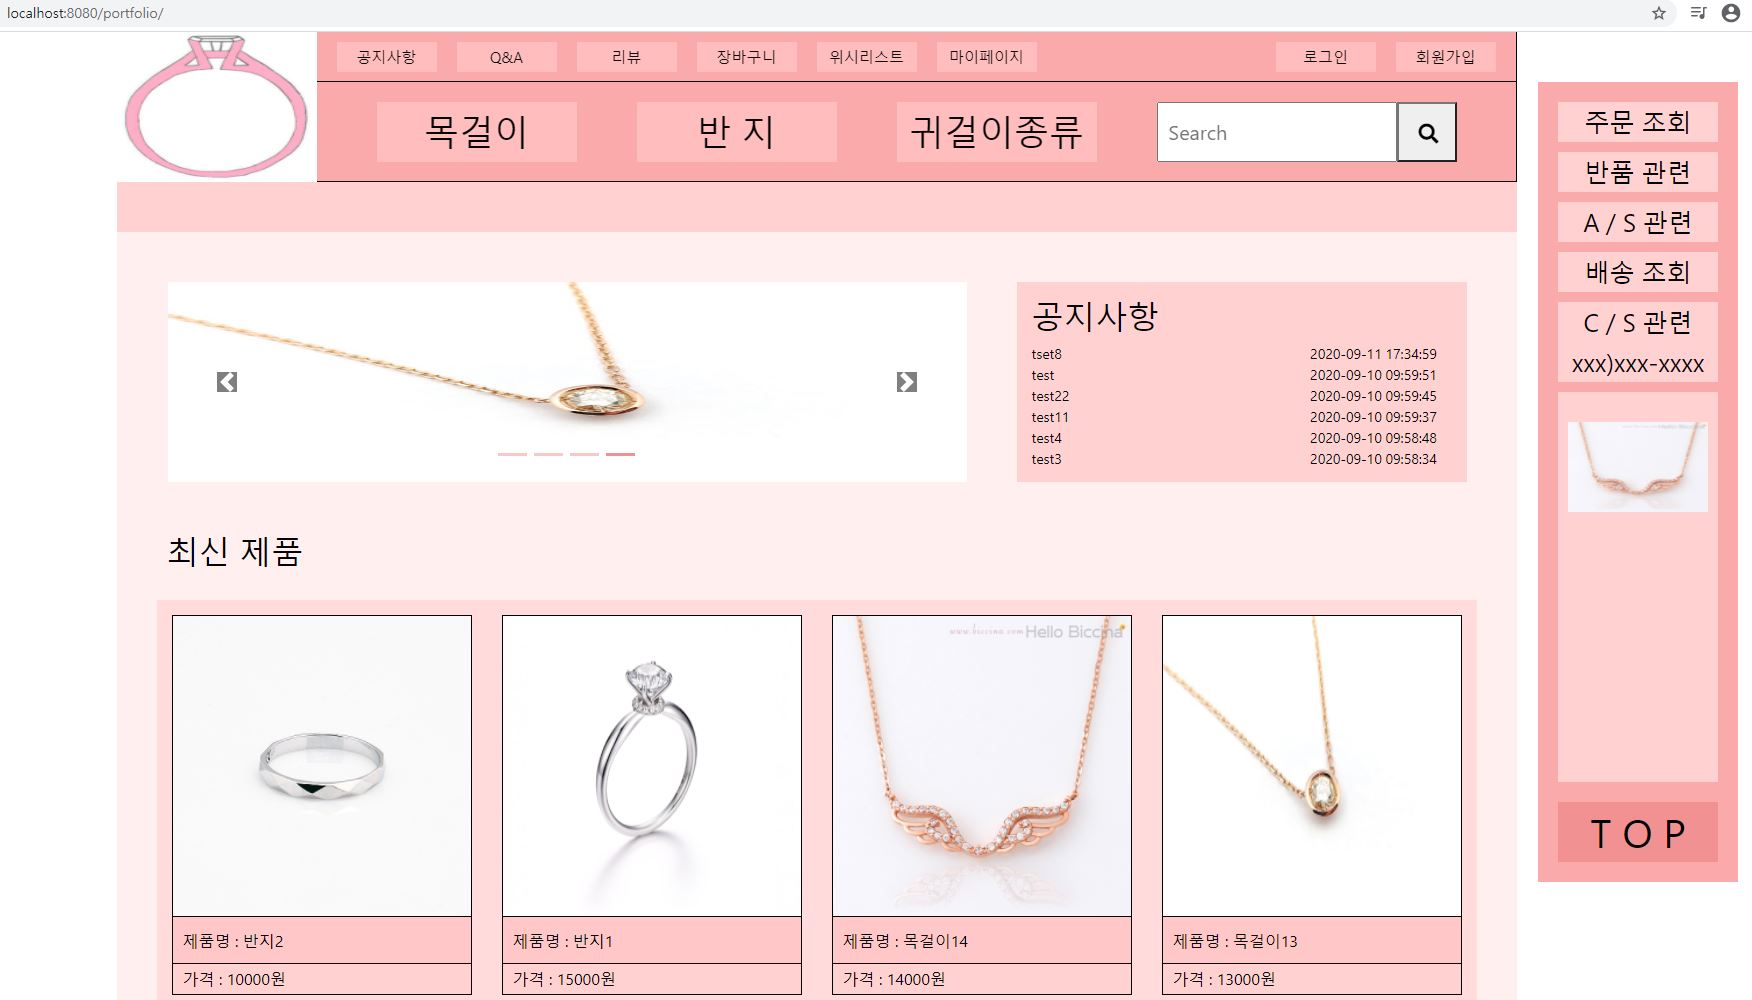 localhost:8080/portfolio/
공지사항 Q&A 리뷰 장바구니 위시리스트 마이페이지 로그인 회원가입
목걸이 반 지 귀걸이종류 Search
주문 조회
반품 관련
A / S 관련
배송 조회
C / S 관련
xxx)xxx-xxxx
공지사항
tset8 2020-09-11 17:34:59
test 2020-09-10 09:59:51
test22 2020-09-10 09:59:45
test11 2020-09-10 09:59:37
test4 2020-09-10 09:58:48
test3 2020-09-10 09:58:34
최신 제품
www.biccina.com Hello Biccina
제품명 : 반지2
가격 : 10000원
제품명 : 반지1
가격 : 15000원
제품명 : 목걸이14
가격 : 14000원
제품명 : 목걸이13
가격 : 13000원
T O P